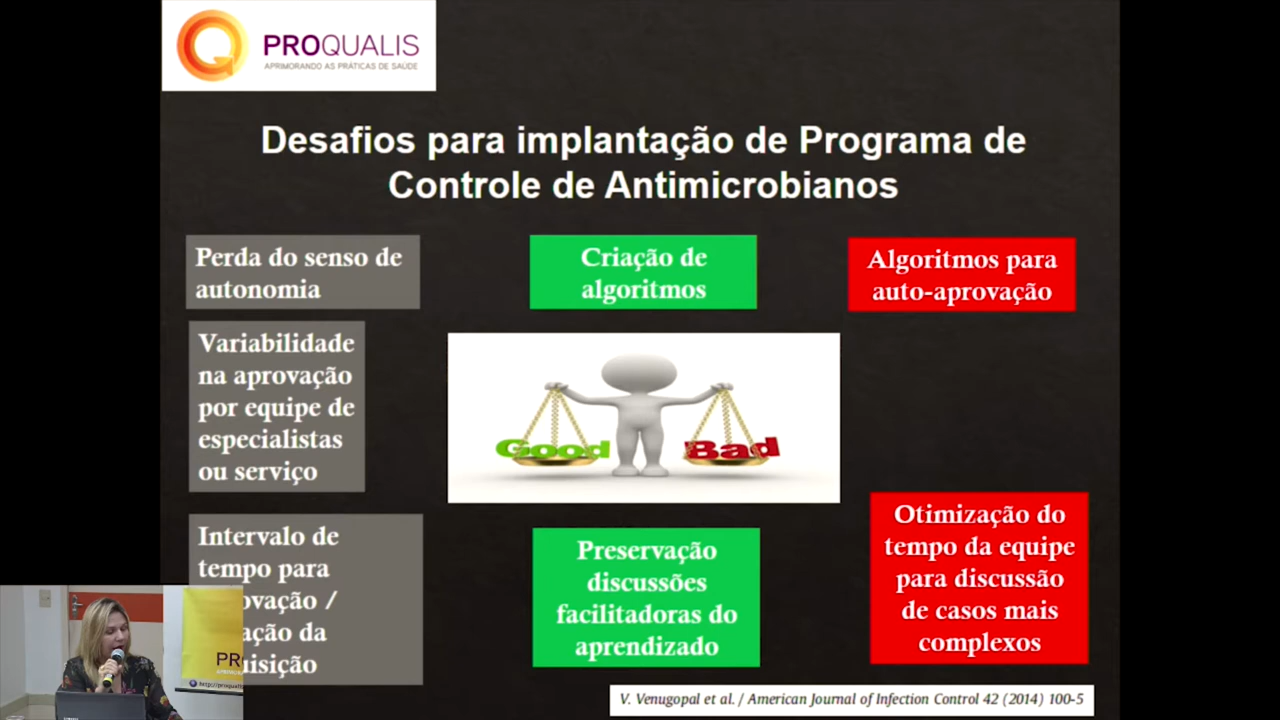 PROQUALIS
APRIMORANDO AS PRÁTICAS DE SAÚDE
Desafios para implantação de Programa de
Controle de Antimicrobianos
Perda do senso de
autonomia
Variabilidade
na aprovação
por equipe de
especialistas
ou serviço
Intervalo de
tempo para
ovação /
ação da
uisição
Criação de
algoritmos
Good
Bad
Preservação
discussões
facilitadoras do
aprendizado
Algoritmos para
auto-aprovação
Otimização do
tempo da equipe
para discussão
de casos mais
complexos
V. Venugopal et al. / American Journal of Infection Control 42 (2014) 100-5
PR